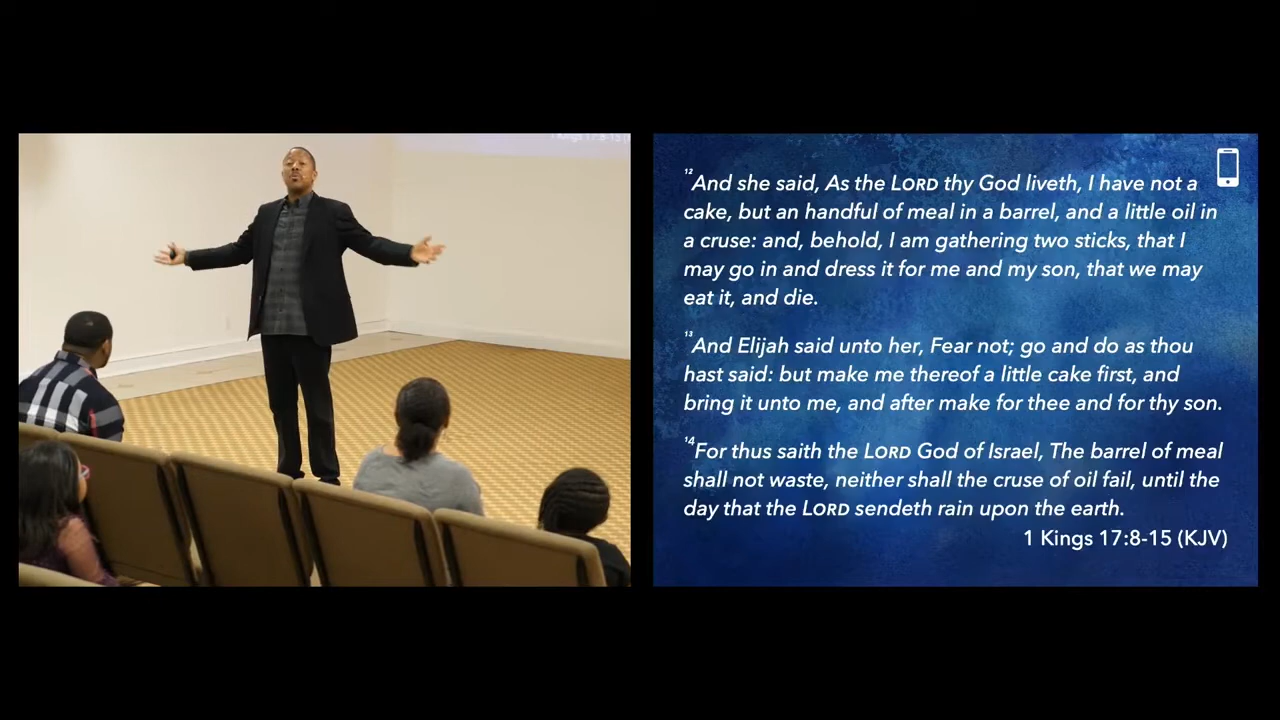 1 Kings 17:8-15
¹²And she said, As the LORD thy God liveth, I have not a
cake, but an handful of meal in a barrel, and a little oil in
a cruse: and, behold, I am gathering two sticks, that I
may go in and dress it for me and my son, that we may
eat it, and die.
¹³And Elijah said unto her, Fear not; go and do as thou
hast said: but make me thereof a little cake first, and
bring it unto me, and after make for thee and for thy son.
¹⁴For thus saith the LORD God of Israel, The barrel of meal
shall not waste, neither shall the cruse of oil fail, until the
day that the LORD sendeth rain upon the earth.
1 Kings 17:8-15 (KJV)